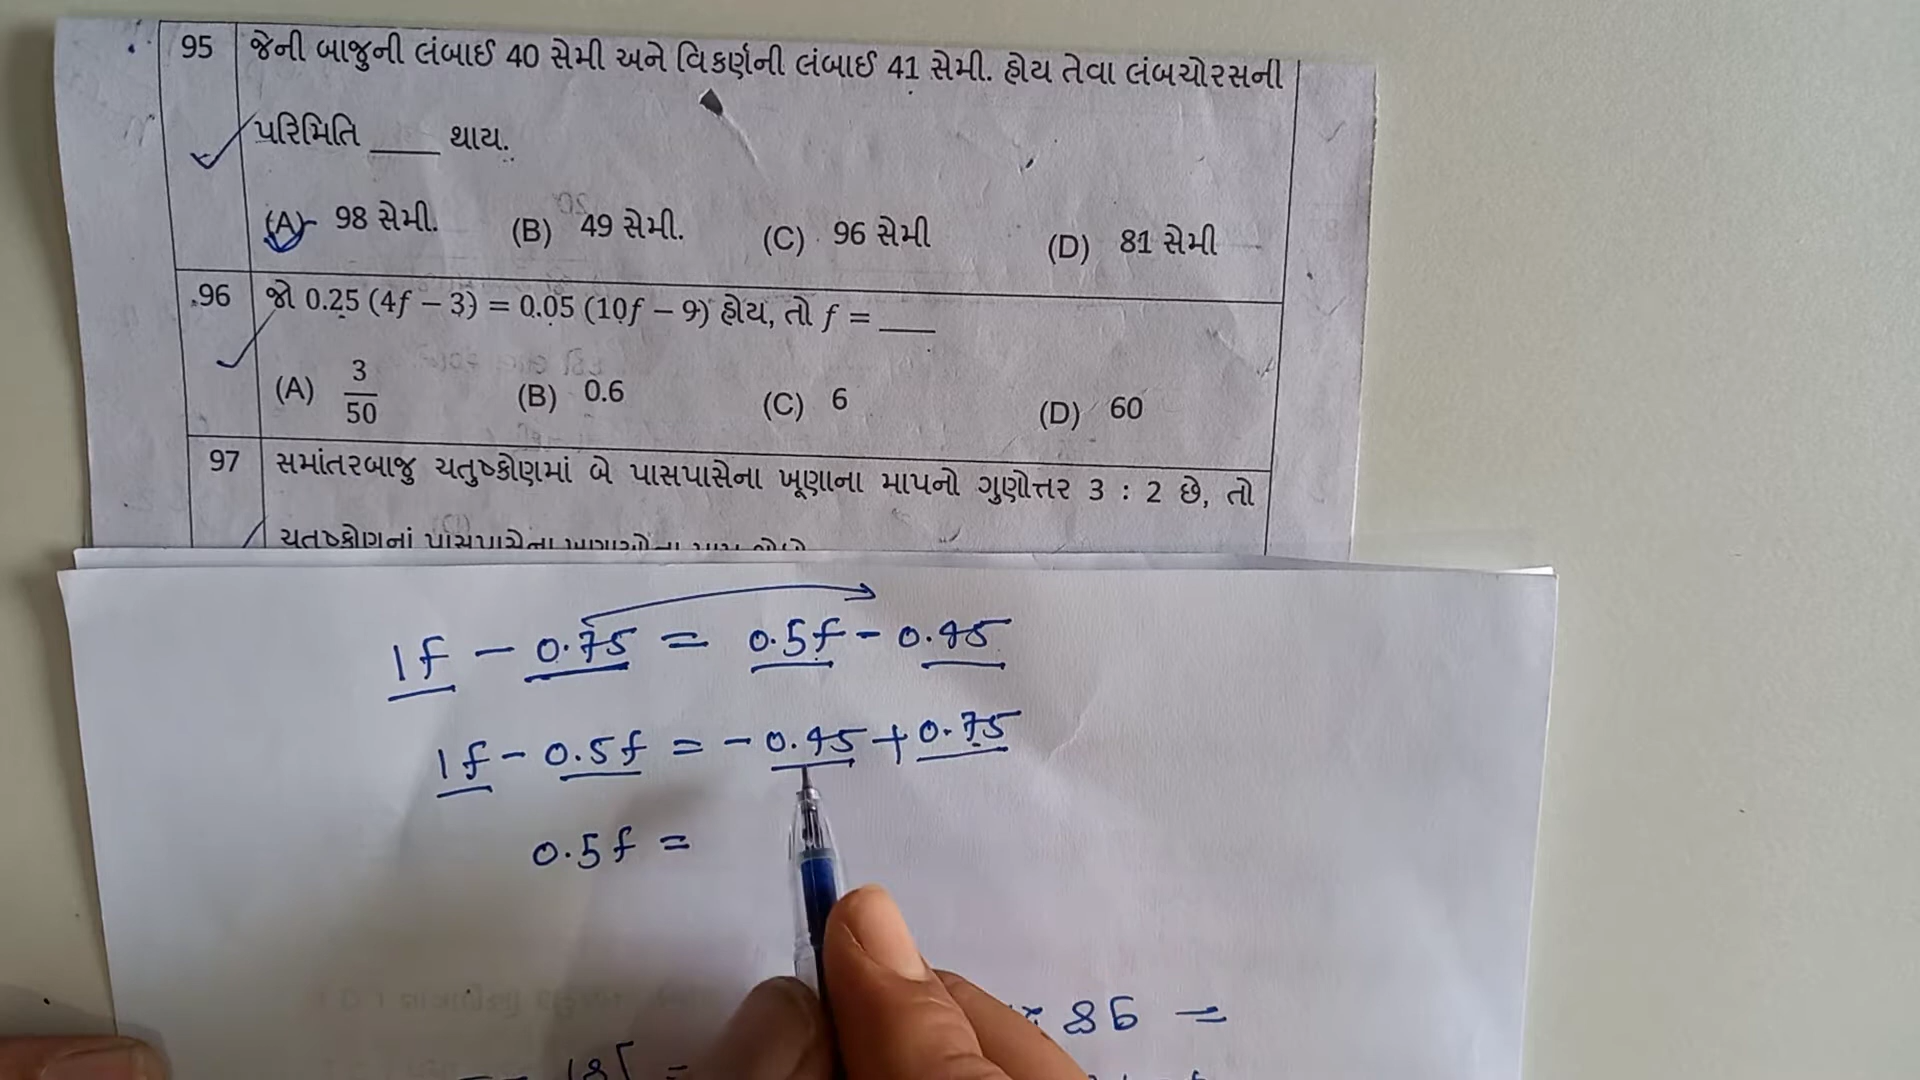 95 જેની બાજુની લંબાઈ 40 સેમી અને વિકર્ણની લંબાઈ 41 સેમી. હોય તેવા લંબચોરસની
પરિમિતિ ____ થાય.
(A) 98 સેમી. (B) 49 સેમી. (C) 96 સેમી (D) 81 સેમી
96 જો 0.25 (4f – 3) = 0.05 (10f – 9) હોય, તો f = ___
(A) 3/50 (B) 0.6 (C) 6 (D) 60
97 સમાંતરબાજુ ચતુષ્કોણમાં બે પાસપાસેના ખૂણાના માપનો ગુણોત્તર 3 : 2 છે, તો
1f – 0.75 = 0.5f – 0.45
1f – 0.5f = – 0.45 + 0.75
0.5f =